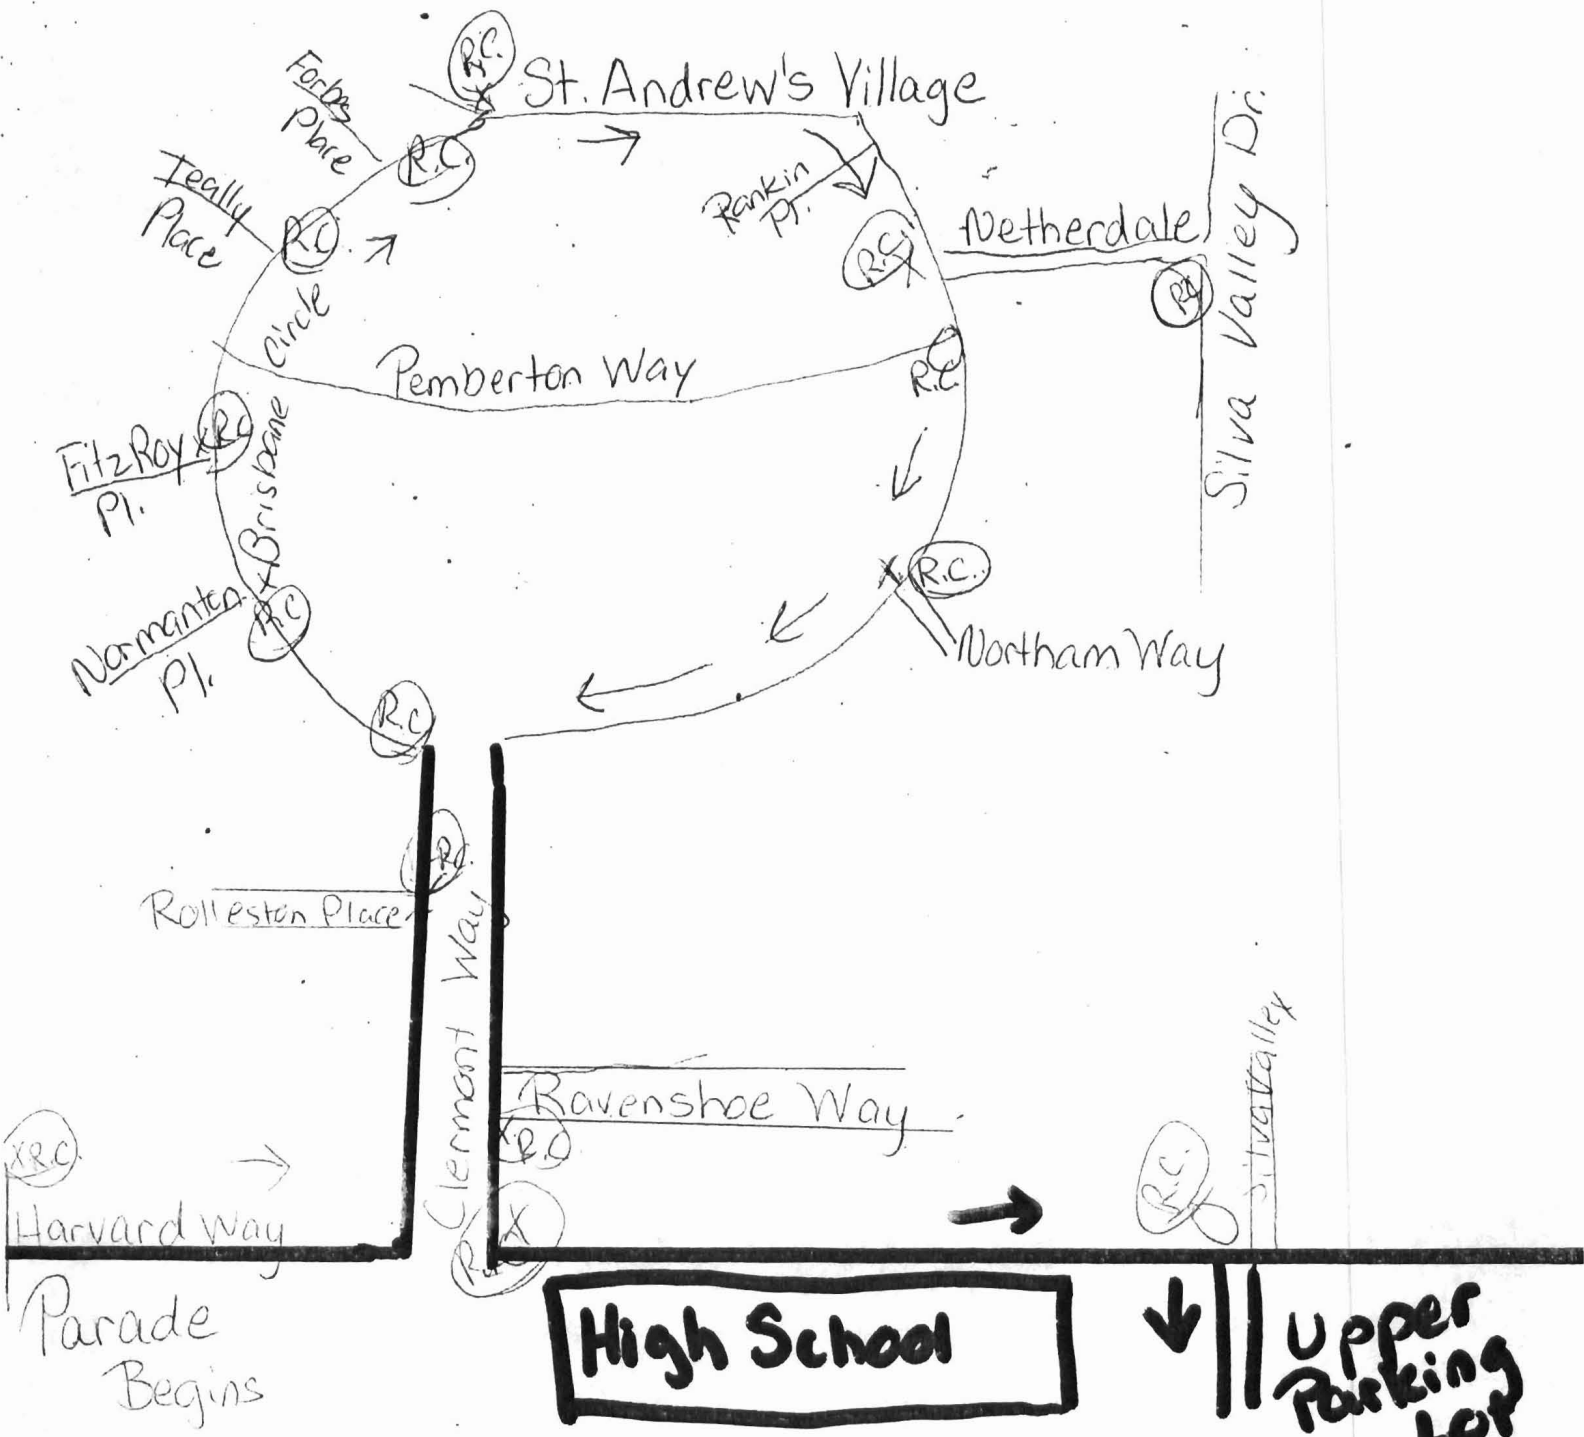 R.C.
St. Andrew's Village
Forbes
Place
R.C.
Teally
Place
R.C.
Rankin
Pl.
R.C.
Netherdale
R.C.
Silva Valley Dr.
Brisbane Circle
Pemberton Way
R.C.
FitzRoy x
Pl.
R.C.
Normanton x
Pl.
R.C.
X R.C.
Northam Way
R.C
R.
Rolleston Place
Clermont Way
Ravenshoe Way
X R.C
X R.C.
Harvard Way
R.C.
Silva Valley
X
R.
Parade
Begins
High School
Upper
Parking
Lot